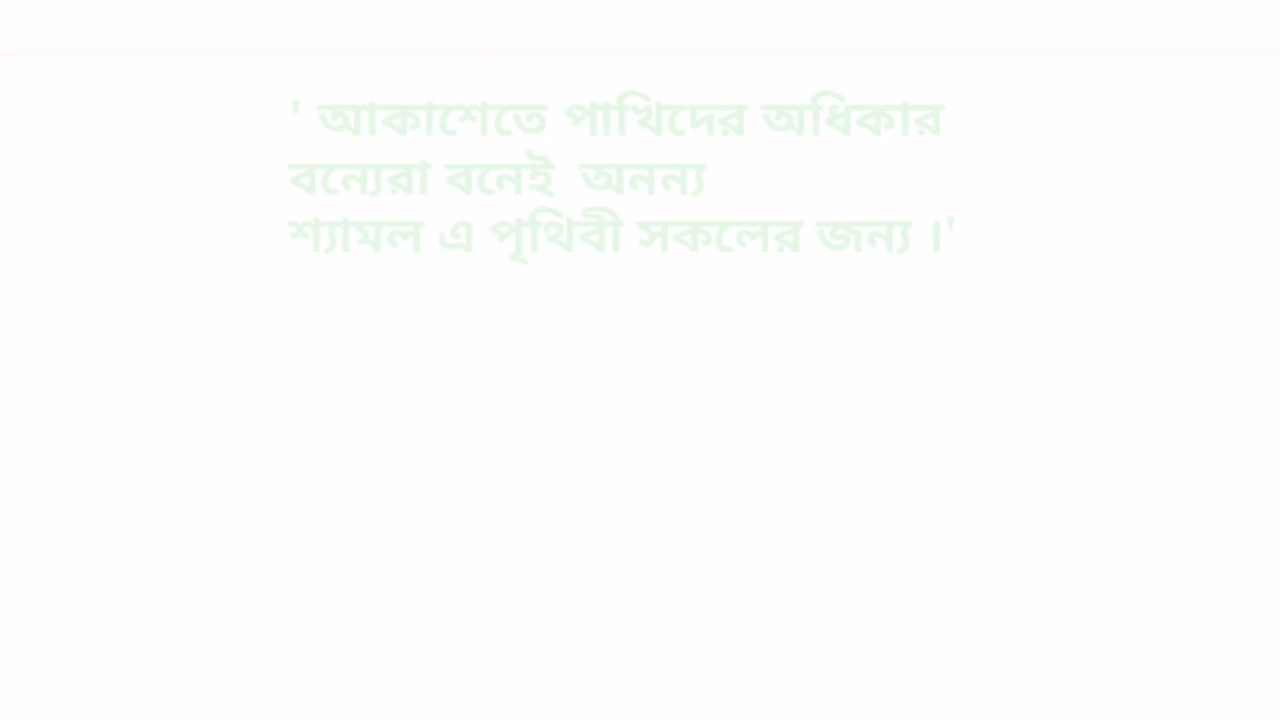 ' আকাশেতে পাখিদের অধিকার
বন্যেরা বনেই  অনন্য
শ্যামল এ পৃথিবী সকলের জন্য ।'